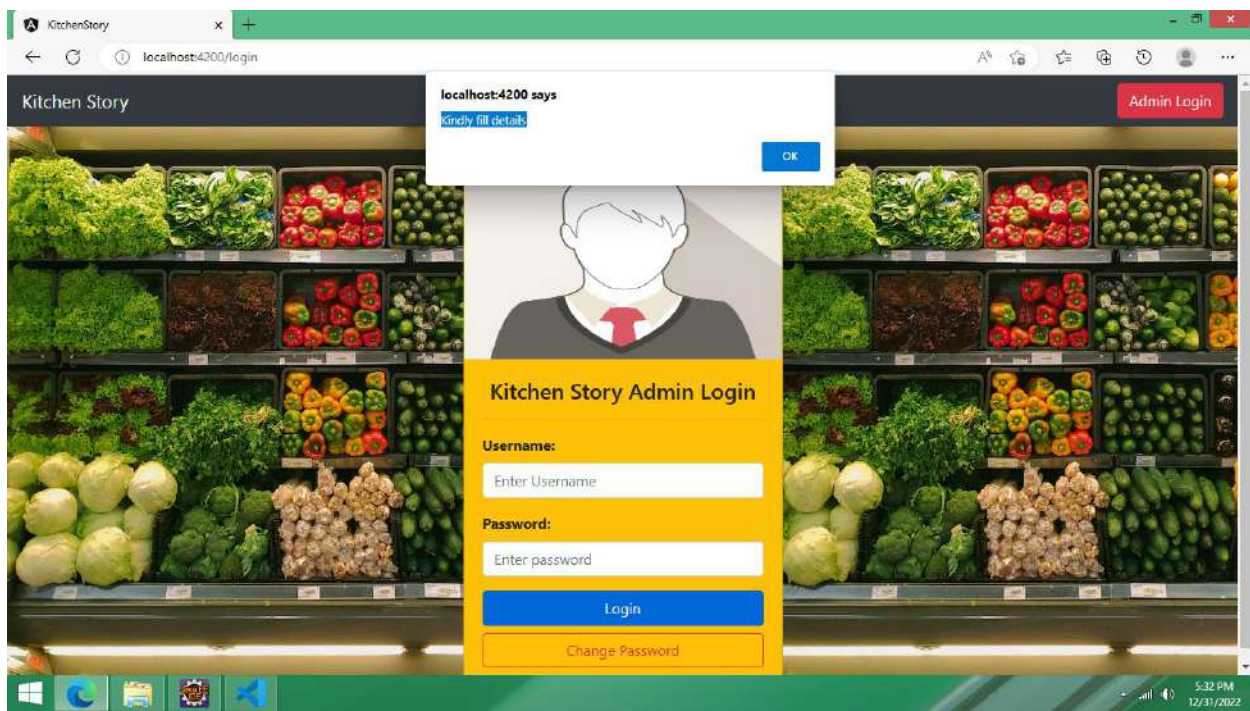 KitchenStory
localhost:4200/login
Kitchen Story
localhost:4200 says
Kindly fill details
OK
Admin Login
Kitchen Story Admin Login
Username:
Enter Username
Password:
Enter password
Login
Change Password
5:32 PM
12/31/2022